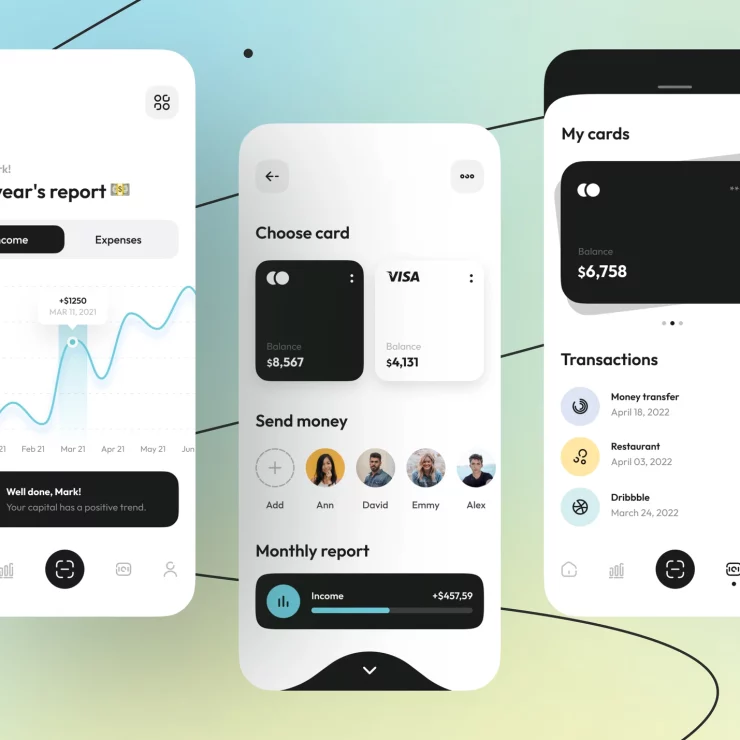 rk!
year's report
come
Expenses
+$1250
MAR 11, 2021
21
Feb 21
Mar 21
Apr 21
May 21
Jun
Well done, Mark!
Your capital has a positive trend.
Choose card
VISA
Balance
$8,567
Balance
$4,131
Send money
Add
Ann
David
Emmy
Alex
Monthly report
Income
+$457,59
My cards
Balance
$6,758
Transactions
Money transfer
April 18, 2022
Restaurant
April 03, 2022
Dribbble
March 24, 2022